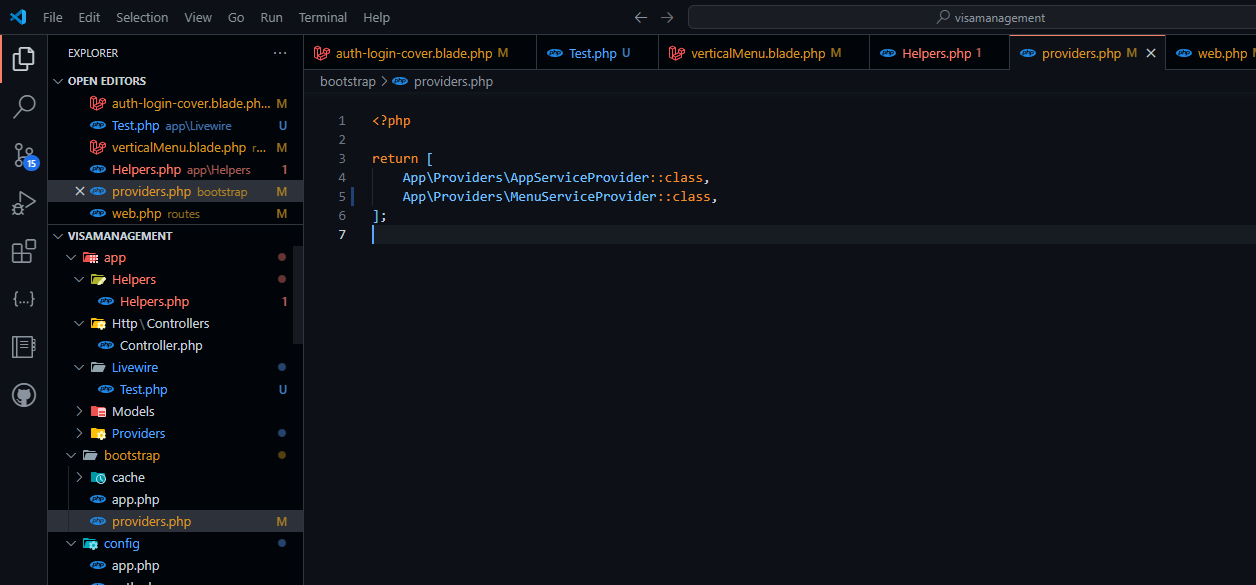 File Edit Selection View Go Run Terminal Help
visamanagement
EXPLORER
OPEN EDITORS
auth-login-cover.blade.ph... M
Test.php app\Livewire U
verticalMenu.blade.php r... M
Helpers.php app\Helpers 1
providers.php bootstrap M
web.php routes M
VISAMANAGEMENT
app
Helpers
Helpers.php 1
Http\Controllers
Controller.php
Livewire
Test.php U
Models
Providers
bootstrap
cache
app.php
providers.php M
config
app.php
15
{...}
auth-login-cover.blade.php M
Test.php U
verticalMenu.blade.php M
Helpers.php 1
providers.php M
web.php M
bootstrap > providers.php
1 <?php
2
3 return [
4 App\Providers\AppServiceProvider::class,
5 App\Providers\MenuServiceProvider::class,
6 ];
7